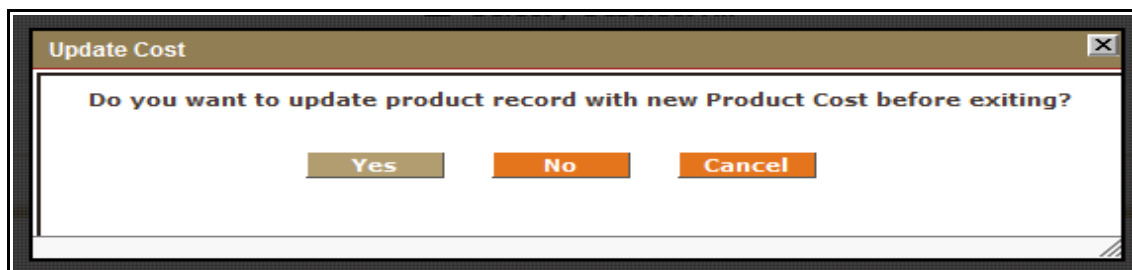 Update Cost
Do you want to update product record with new Product Cost before exiting?
Yes No Cancel